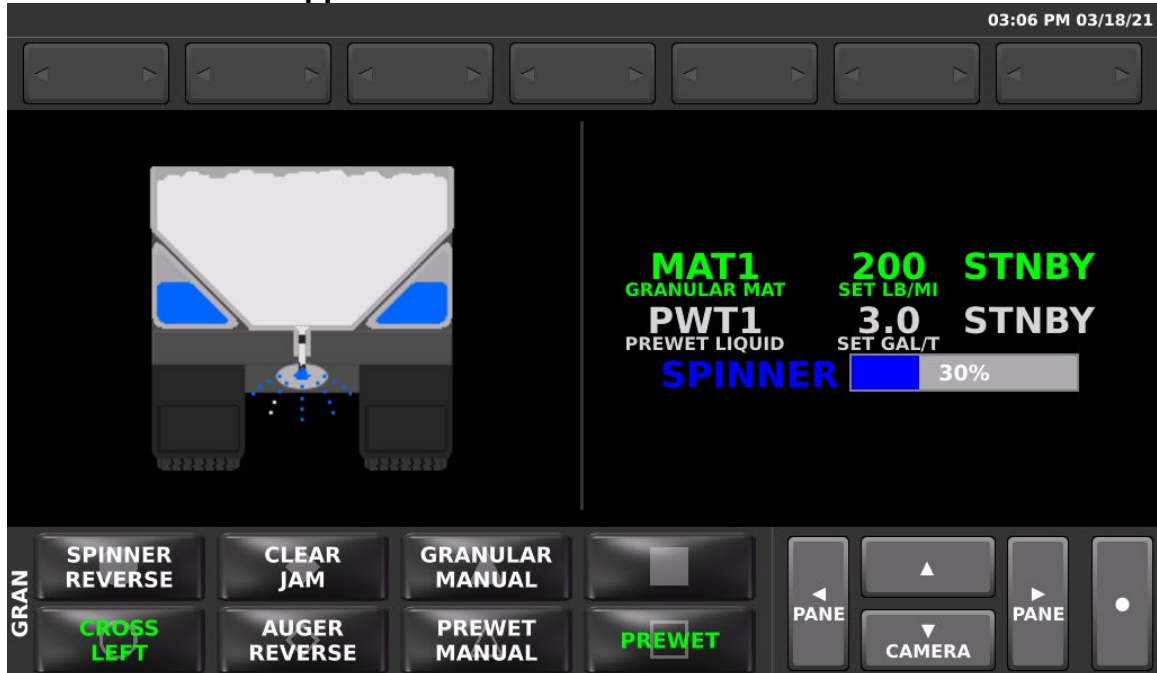 03:06 PM 03/18/21
MAT1 200 STNBY
GRANULAR MAT SET LB/MI
PWT1 3.0 STNBY
PREWET LIQUID SET GAL/T
SPINNER 30%
GRAN
SPINNER REVERSE
CLEAR JAM
GRANULAR MANUAL
CROSS LEFT
AUGER REVERSE
PREWET MANUAL
PREWET
PANE
CAMERA
PANE